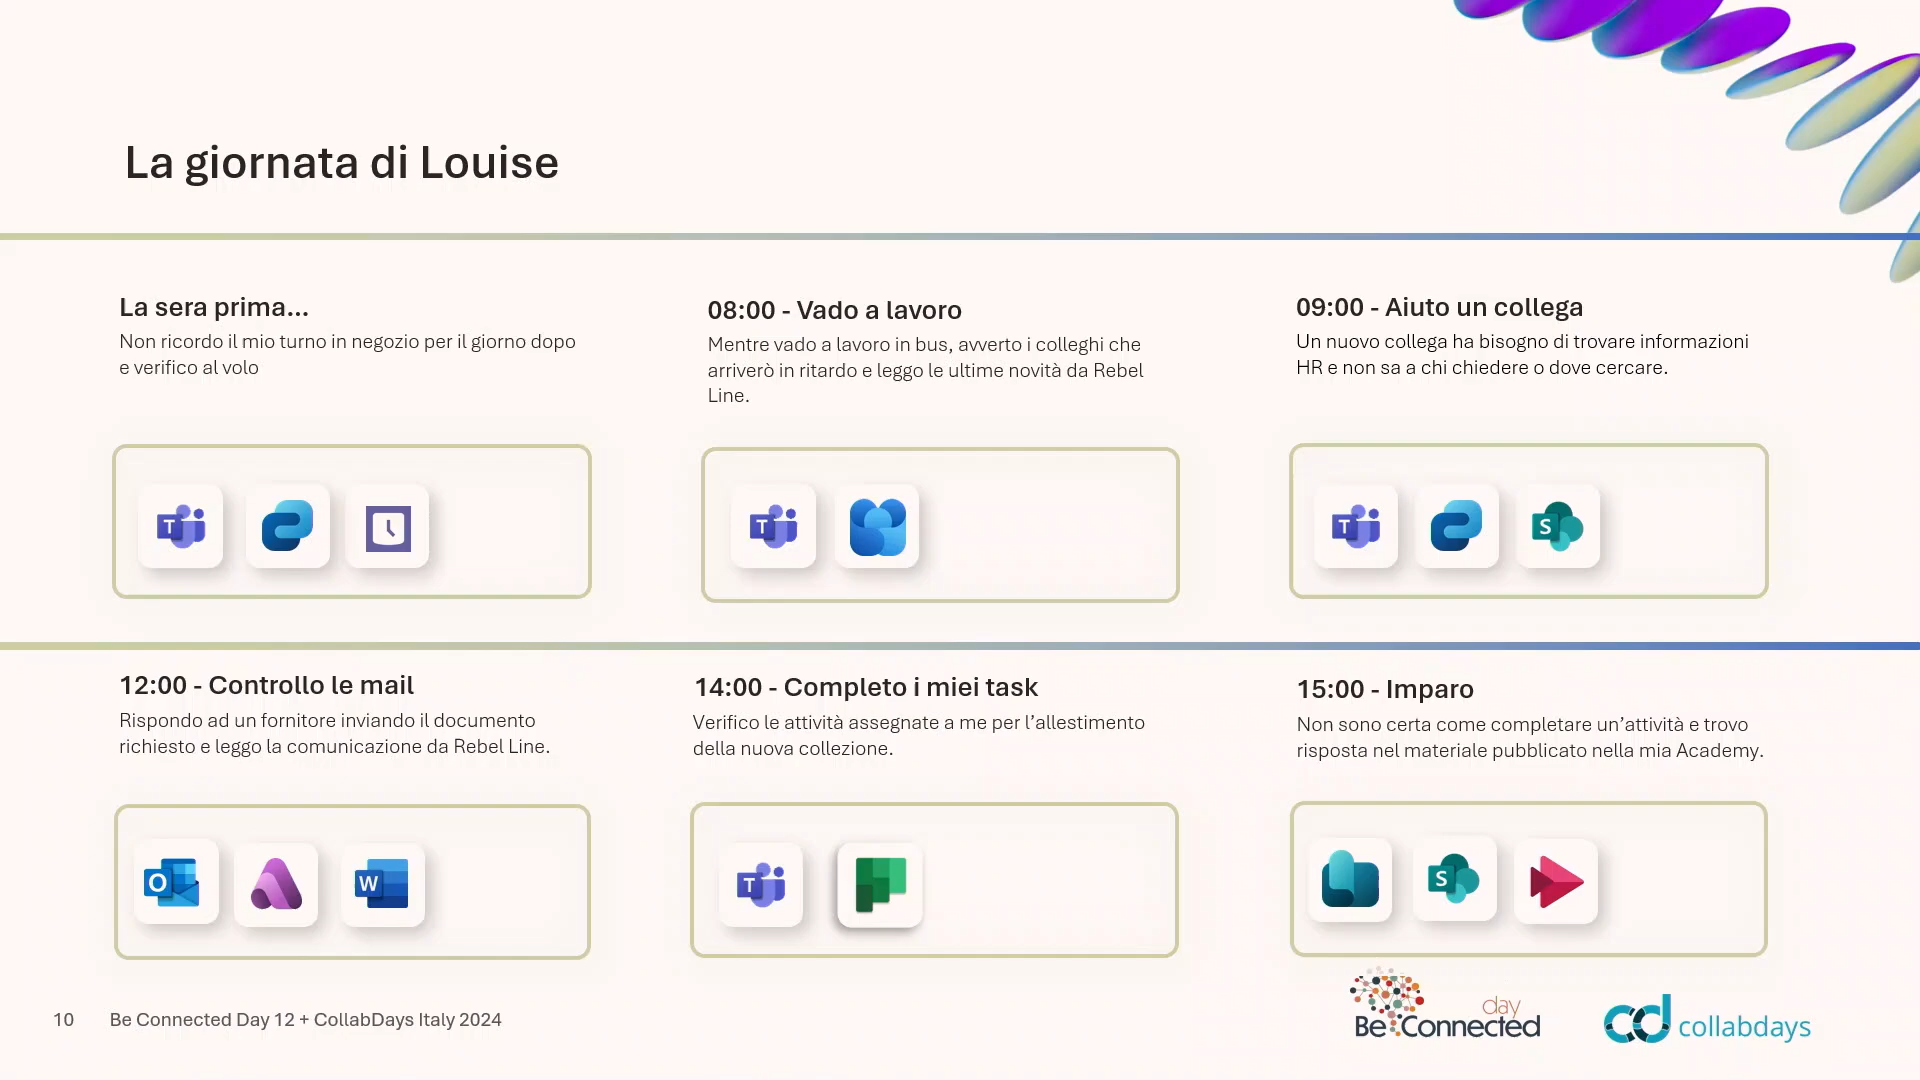 La giornata di Louise
La sera prima...
Non ricordo il mio turno in negozio per il giorno dopo
e verifico al volo
08:00 - Vado a lavoro
Mentre vado a lavoro in bus, avverto i colleghi che
arriverò in ritardo e leggo le ultime novità da Rebel
Line.
09:00 - Aiuto un collega
Un nuovo collega ha bisogno di trovare informazioni
HR e non sa a chi chiedere o dove cercare.
T
T
T
S
12:00 - Controllo le mail
Rispondo ad un fornitore inviando il documento
richiesto e leggo la comunicazione da Rebel Line.
14:00 - Completo i miei task
Verifico le attività assegnate a me per l’allestimento
della nuova collezione.
15:00 - Imparo
Non sono certa come completare un’attività e trovo
risposta nel materiale pubblicato nella mia Academy.
O
W
T
S
10
Be Connected Day 12 + CollabDays Italy 2024
day
Be Connected
cd collabdays